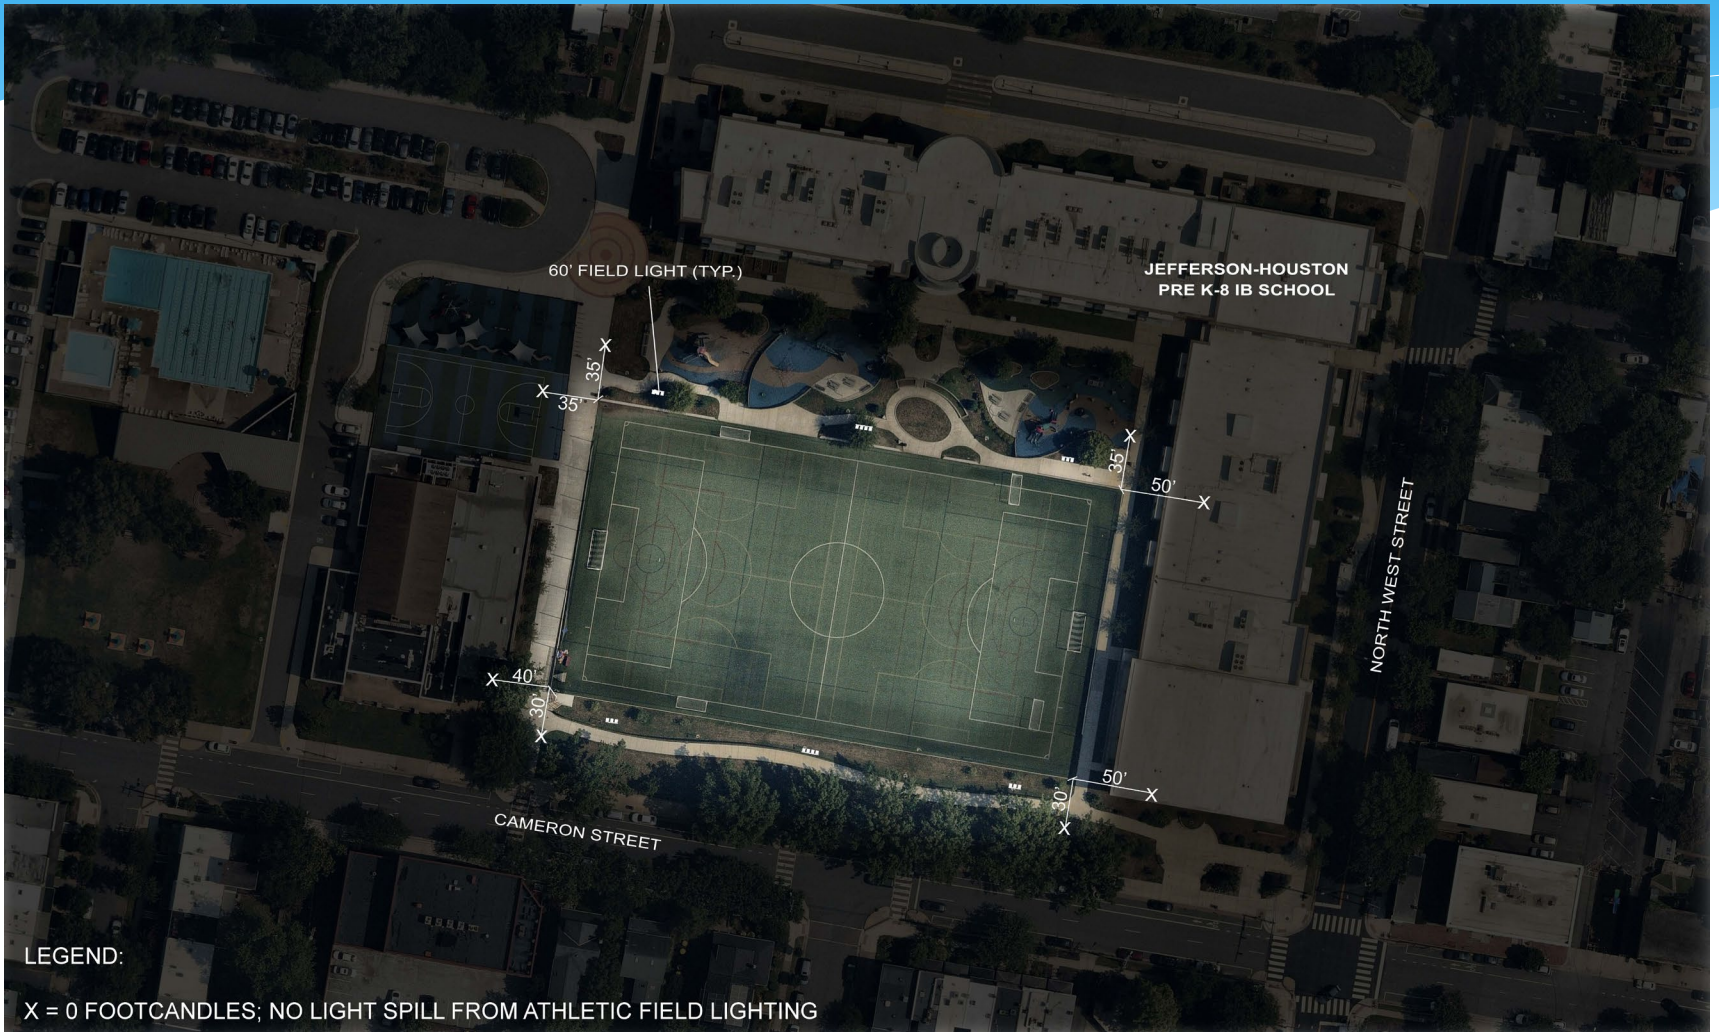 60' FIELD LIGHT (TYP.)
JEFFERSON-HOUSTON
PRE K-8 IB SCHOOL
X
35'
X
35'
X
35'
50'
X
NORTH WEST STREET
X
40'
30'
X
50'
X
30'
X
CAMERON STREET
LEGEND:
X = 0 FOOTCANDLES; NO LIGHT SPILL FROM ATHLETIC FIELD LIGHTING